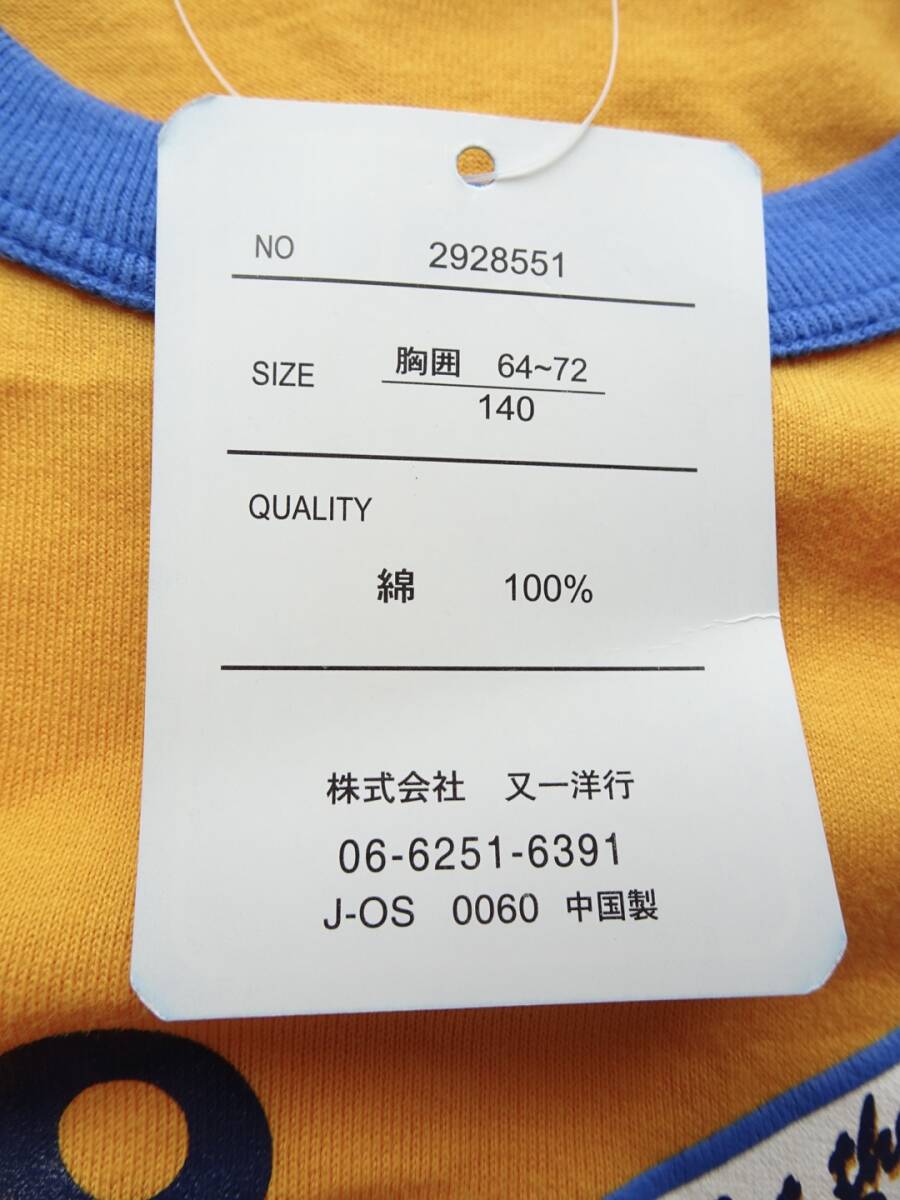 NO 2928551
SIZE 胸囲 64~72
140
QUALITY
綿 100%
株式会社 又一洋行
06-6251-6391
J-OS 0060 中国製